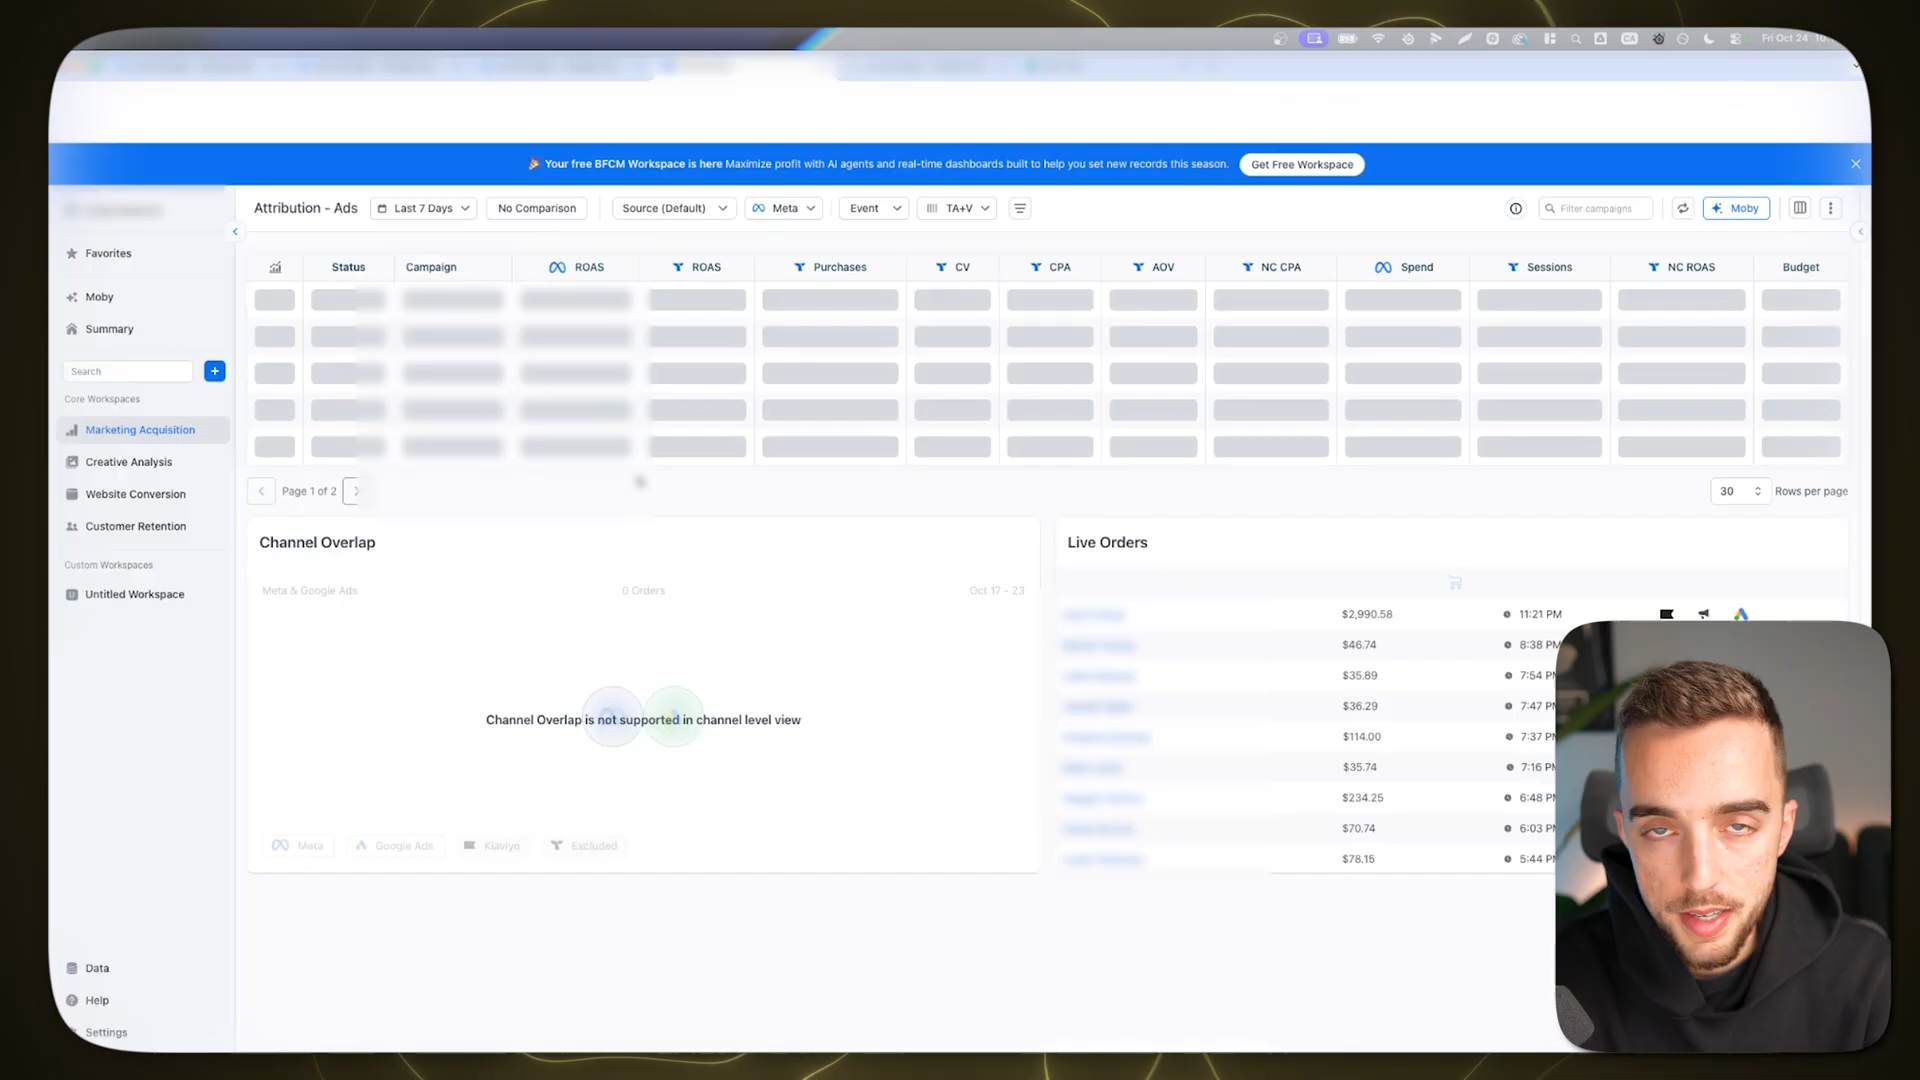 Fri Oct 24
Your free BFCM Workspace is here Maximize profit with AI agents and real-time dashboards built to help you set new records this season.
Get Free Workspace
Attribution - Ads
Last 7 Days
No Comparison
Source (Default)
Meta
Event
TA+V
Filter campaigns
Moby
Favorites
Moby
Summary
Search
Core Workspaces
Marketing Acquisition
Creative Analysis
Website Conversion
Customer Retention
Custom Workspaces
Untitled Workspace
Data
Help
Settings
Status
Campaign
ROAS
ROAS
Purchases
CV
CPA
AOV
NC CPA
Spend
Sessions
NC ROAS
Budget
Page 1 of 2
30
Rows per page
Channel Overlap
Meta & Google Ads
0 Orders
Oct 17 - 23
Channel Overlap is not supported in channel level view
Meta
Google Ads
Klaviyo
Excluded
Live Orders
$2,990.58 11:21 PM
$46.74 8:38 PM
$35.89 7:54 PM
$36.29 7:47 PM
$114.00 7:37 PM
$35.74 7:16 PM
$234.25 6:48 PM
$70.74 6:03 PM
$78.15 5:44 PM